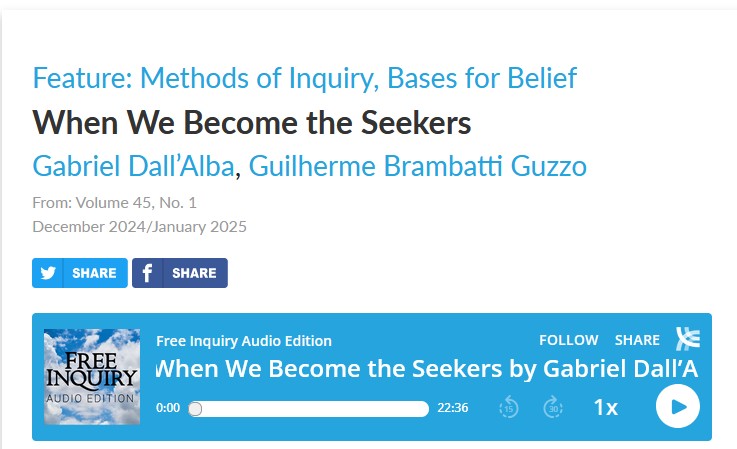 Feature: Methods of Inquiry, Bases for Belief
When We Become the Seekers
Gabriel Dall’Alba, Guilherme Brambatti Guzzo
From: Volume 45, No. 1
December 2024/January 2025
SHARE
SHARE
FREE
INQUIRY
AUDIO EDITION
Free Inquiry Audio Edition
FOLLOW SHARE
When We Become the Seekers by Gabriel Dall’A
0:00 22:36 15 30 1x